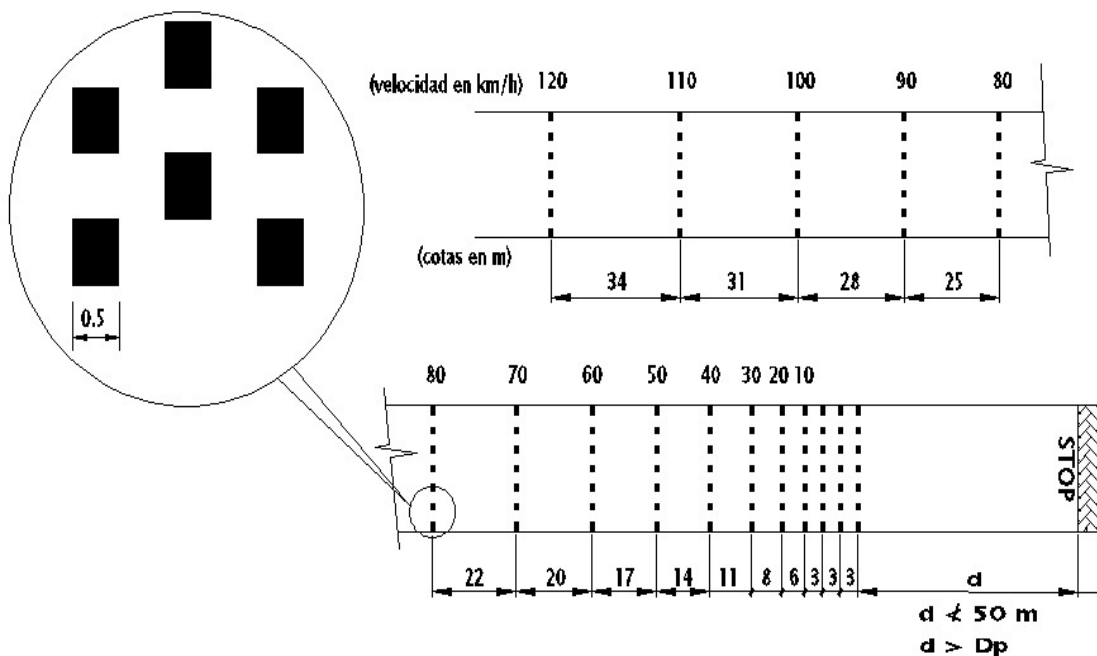 (velocidad en km/h) 120 110 100 90 80
(cotas en m)
34 31 28 25
0.5
80 70 60 50 40 30 20 10
STOP
22 20 17 14 11 8 6 3 3 3 d
d ≮ 50 m
d > Dp